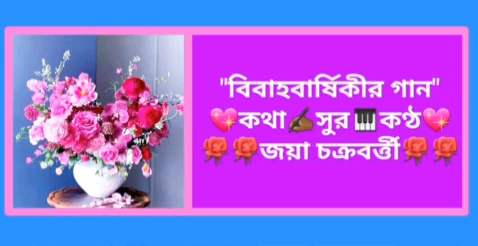 "বিবাহবার্ষিকীর গান"
💖কথা✍🏿সুর🎹কণ্ঠ💖
🌹🌹জয়া চক্রবর্ত্তী🌹🌹